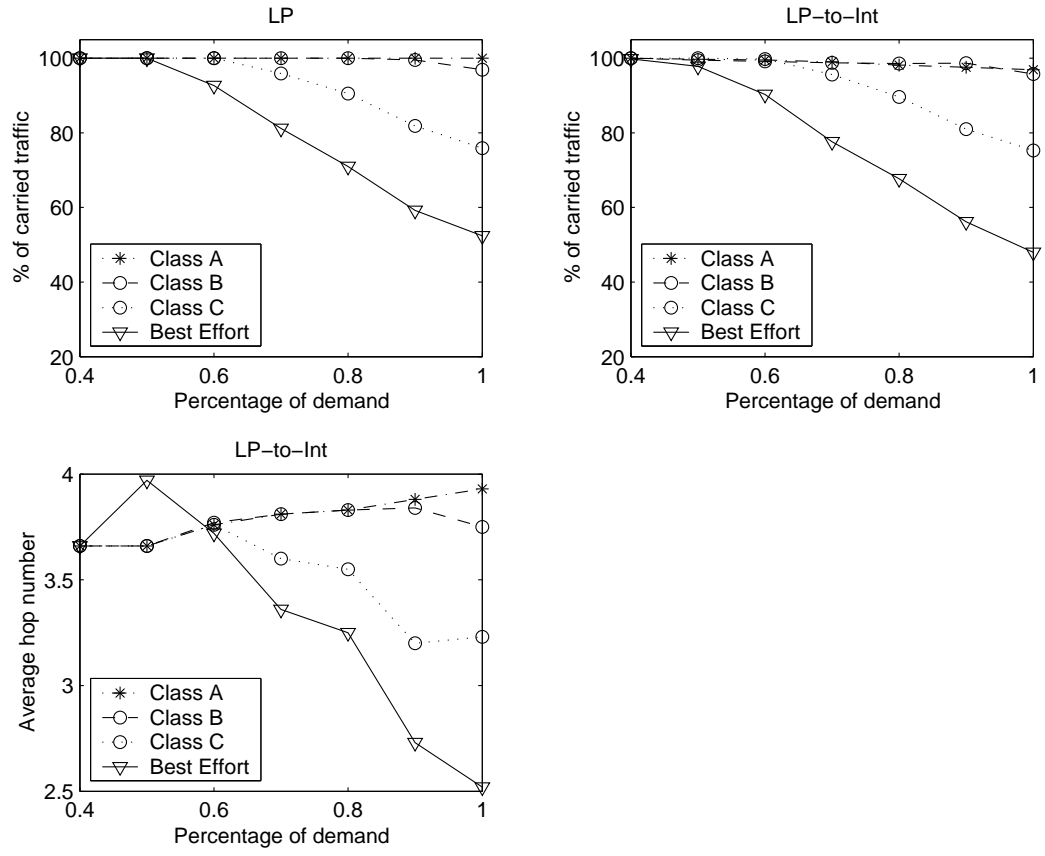 LP
% of carried traffic
100
80
60
40
20
0.4
0.6
0.8
1
Percentage of demand
Class A
Class B
Class C
Best Effort
LP−to−Int
% of carried traffic
100
80
60
40
20
0.4
0.6
0.8
1
Percentage of demand
Class A
Class B
Class C
Best Effort
LP−to−Int
Average hop number
4
3.5
3
2.5
0.4
0.6
0.8
1
Percentage of demand
Class A
Class B
Class C
Best Effort